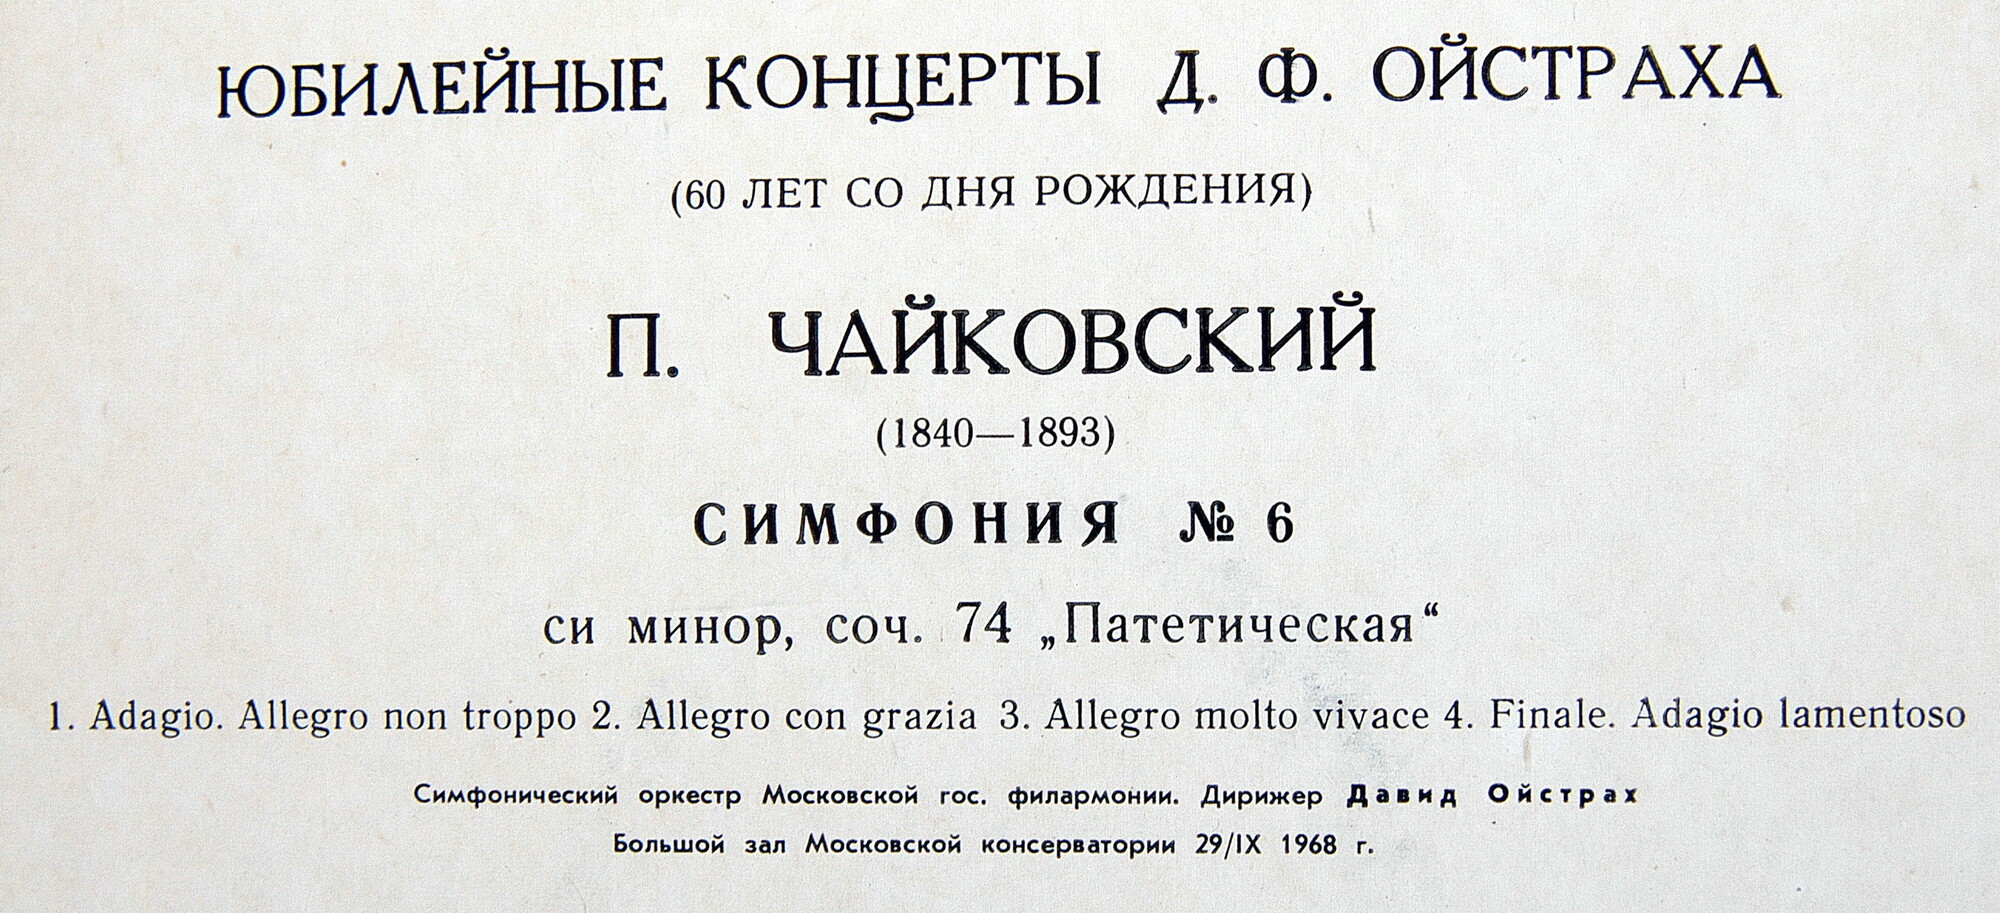 ЮБИЛЕЙНЫЕ КОНЦЕРТЫ Д. Ф. ОЙСТРАХА
(60 ЛЕТ СО ДНЯ РОЖДЕНИЯ)
П. ЧАЙКОВСКИЙ
(1840—1893)
СИМФОНИЯ № 6
си минор, соч. 74 „Патетическая“
1. Adagio. Allegro non troppo 2. Allegro con grazia 3. Allegro molto vivace 4. Finale. Adagio lamentoso
Симфонический оркестр Московской гос. филармонии. Дирижер Давид Ойстрах
Большой зал Московской консерватории 29/IX 1968 г.